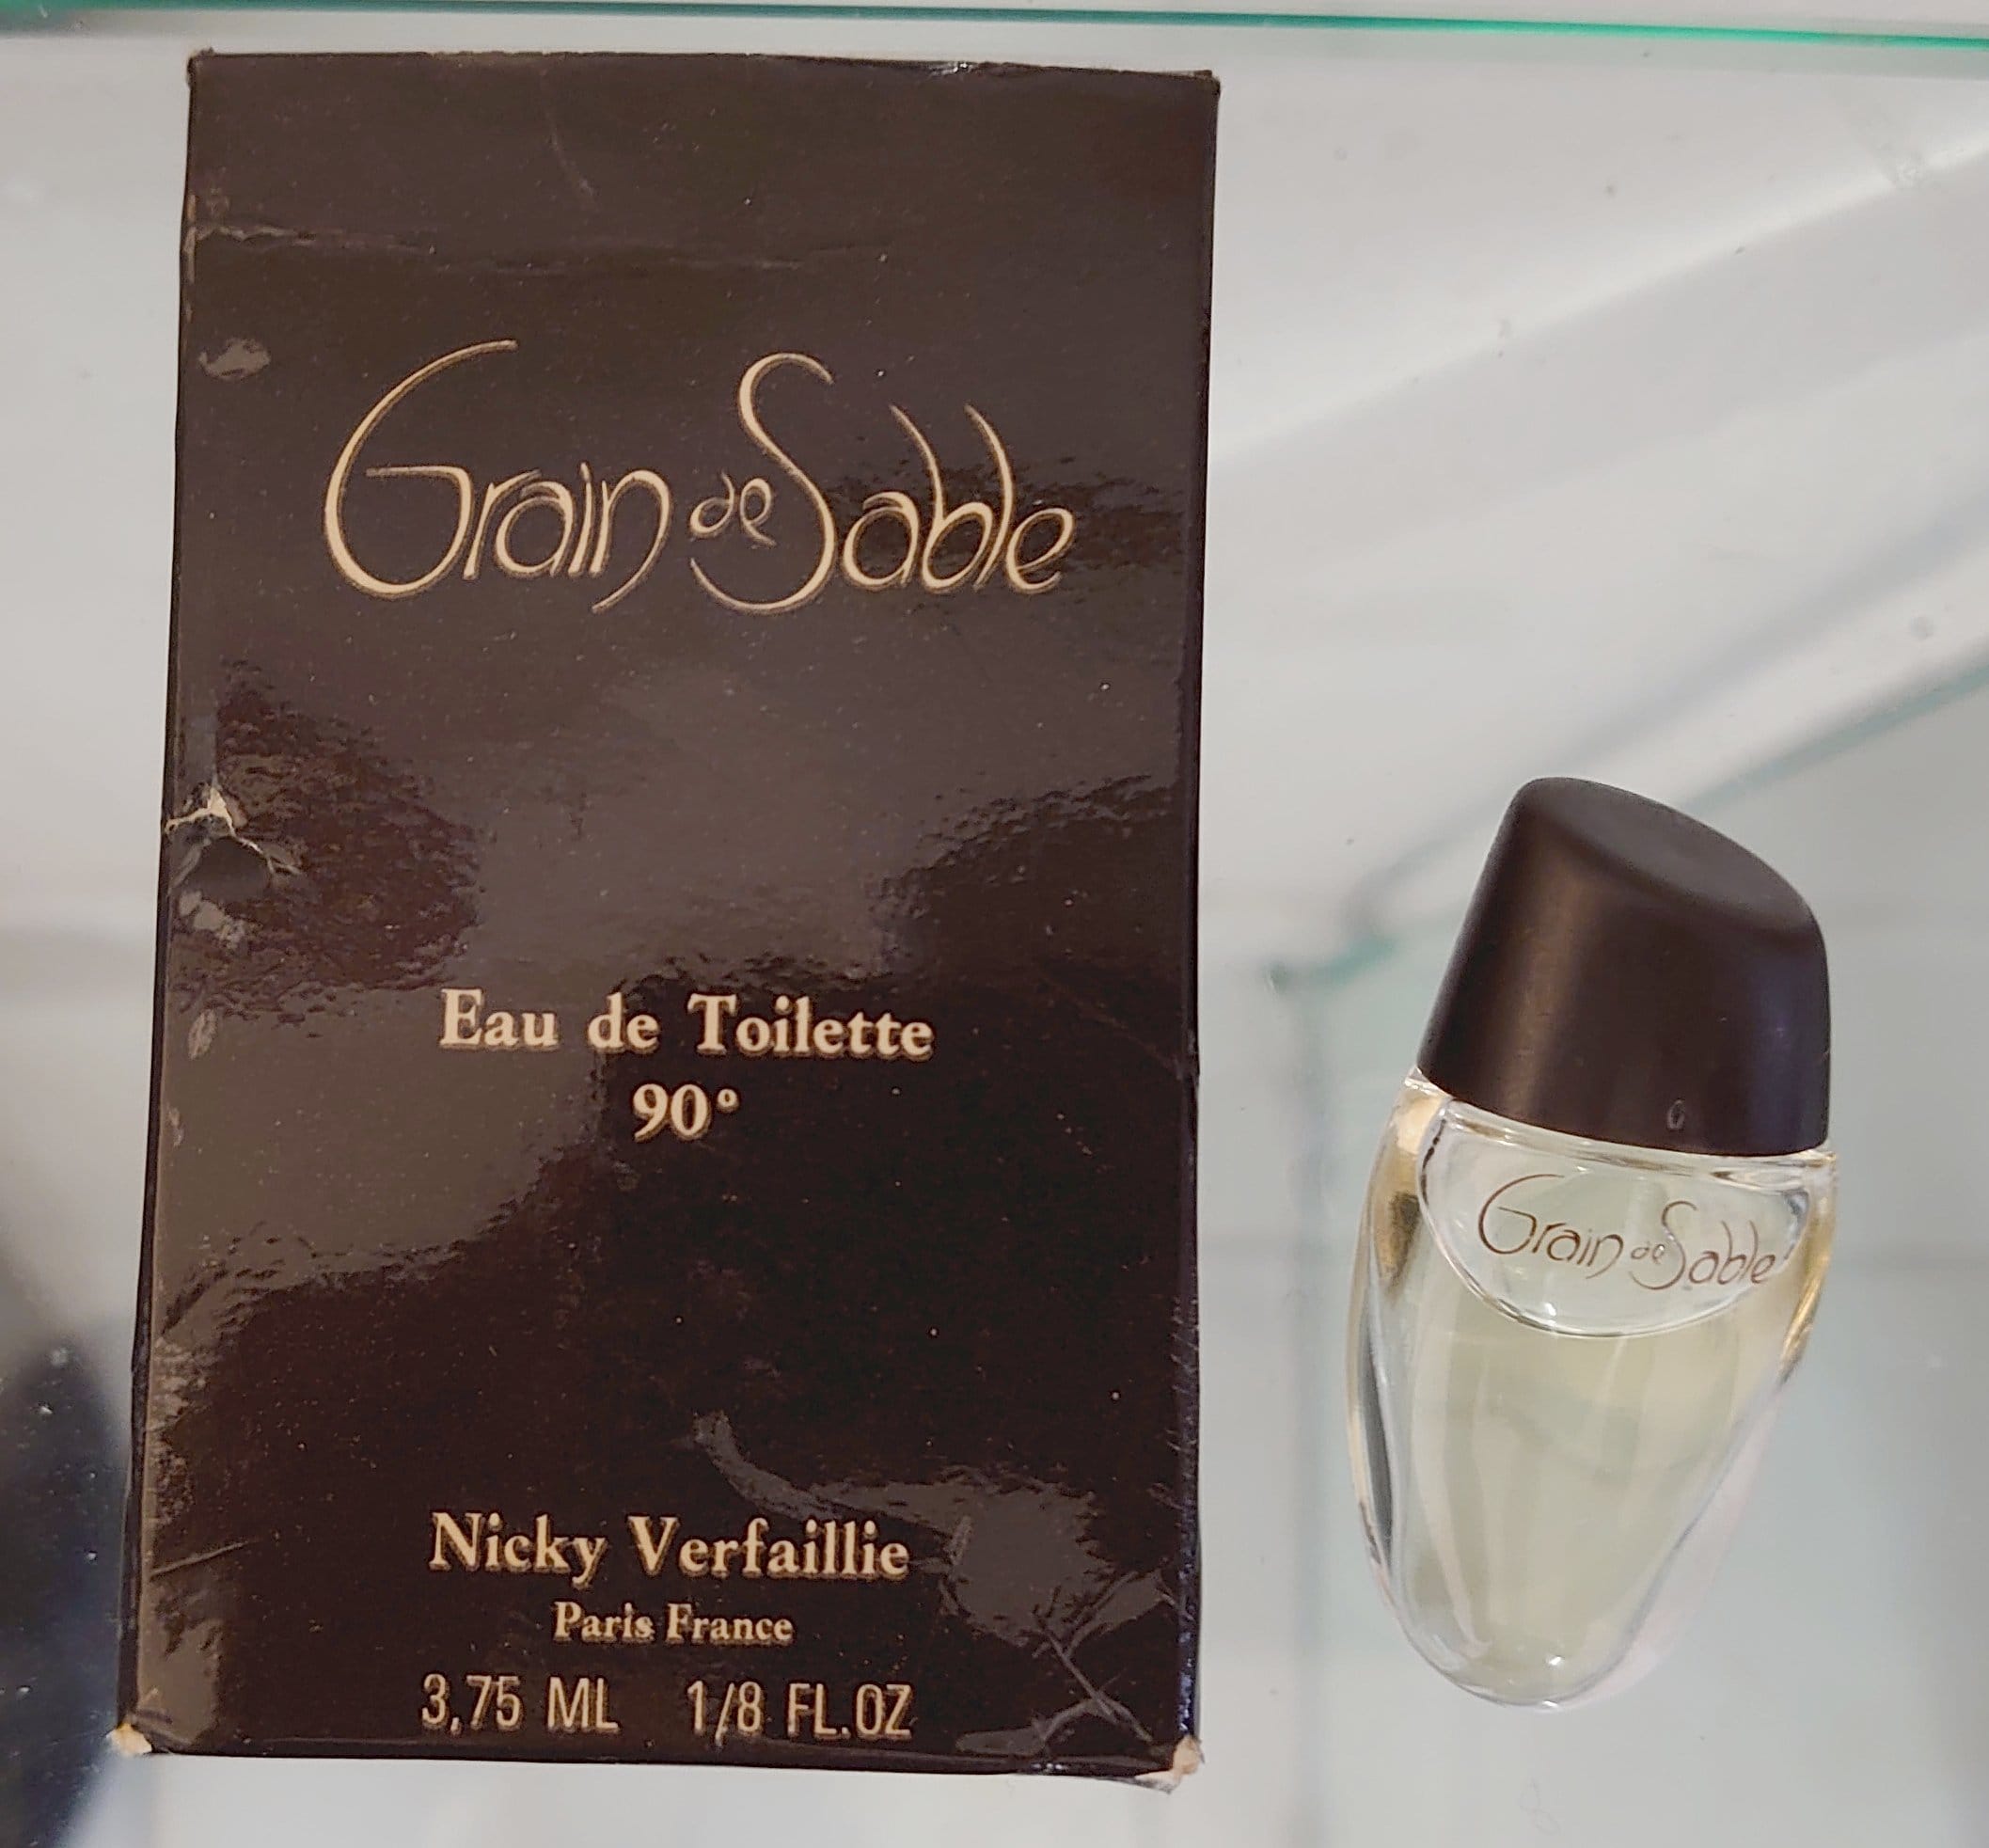 Grain de Sable
Eau de Toilette
90°
Nicky Verfaillie
Paris France
3,75 ML 1/8 FL.OZ
Grain de Sable